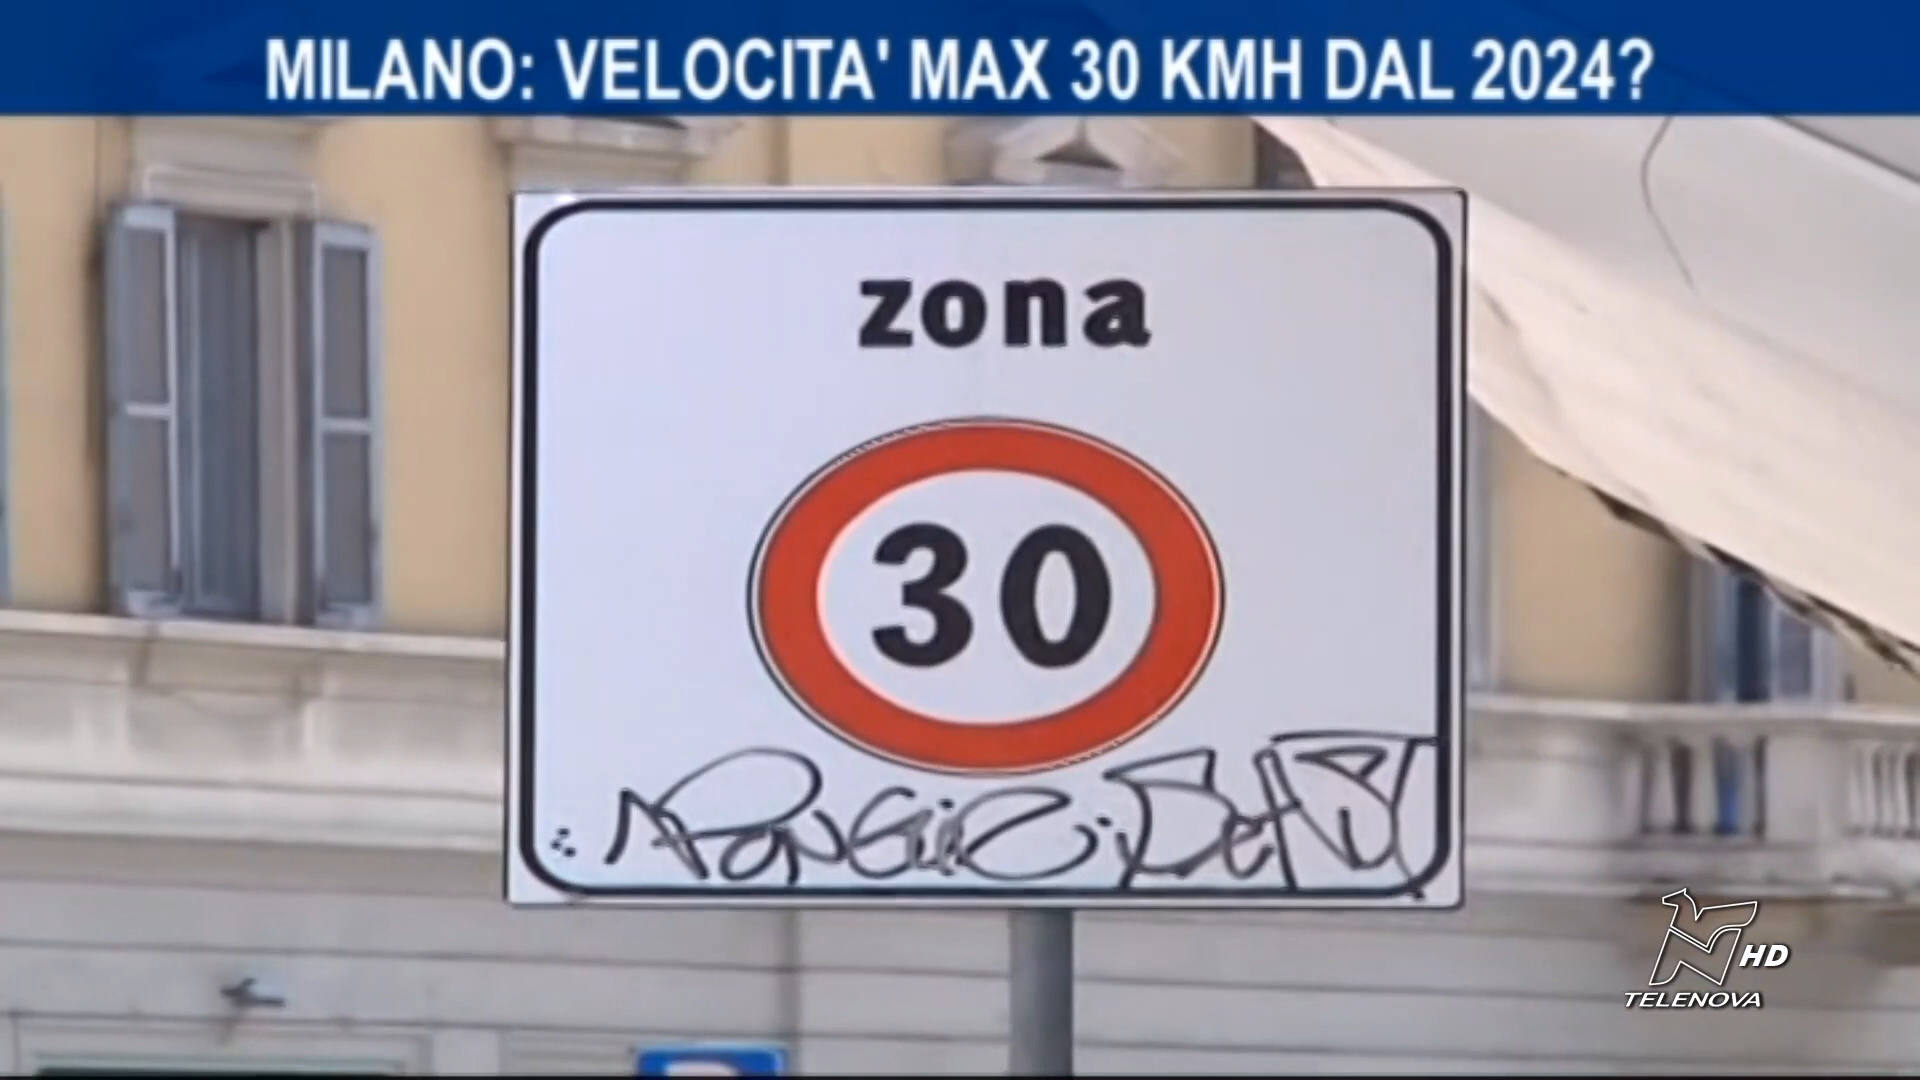 MILANO: VELOCITA' MAX 30 KMH DAL 2024?
zona
30
HD
TELENOVA